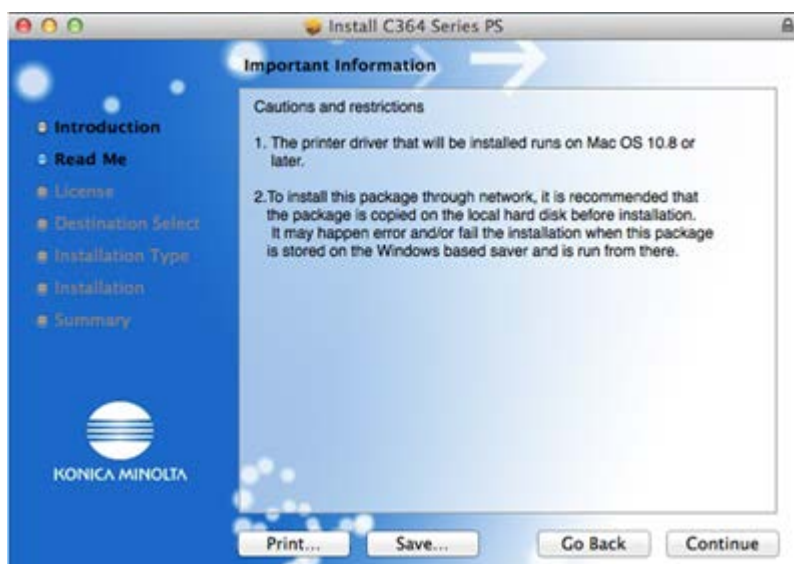 Install C364 Series PS
Important Information
Introduction
Read Me
License
Destination Select
Installation Type
Installation
Summary
KONICA MINOLTA
Cautions and restrictions
1. The printer driver that will be installed runs on Mac OS 10.8 or
later.
2.To install this package through network, it is recommended that
the package is copied on the local hard disk before installation.
It may happen error and/or fail the installation when this package
is stored on the Windows based saver and is run from there.
Print...
Save...
Go Back
Continue